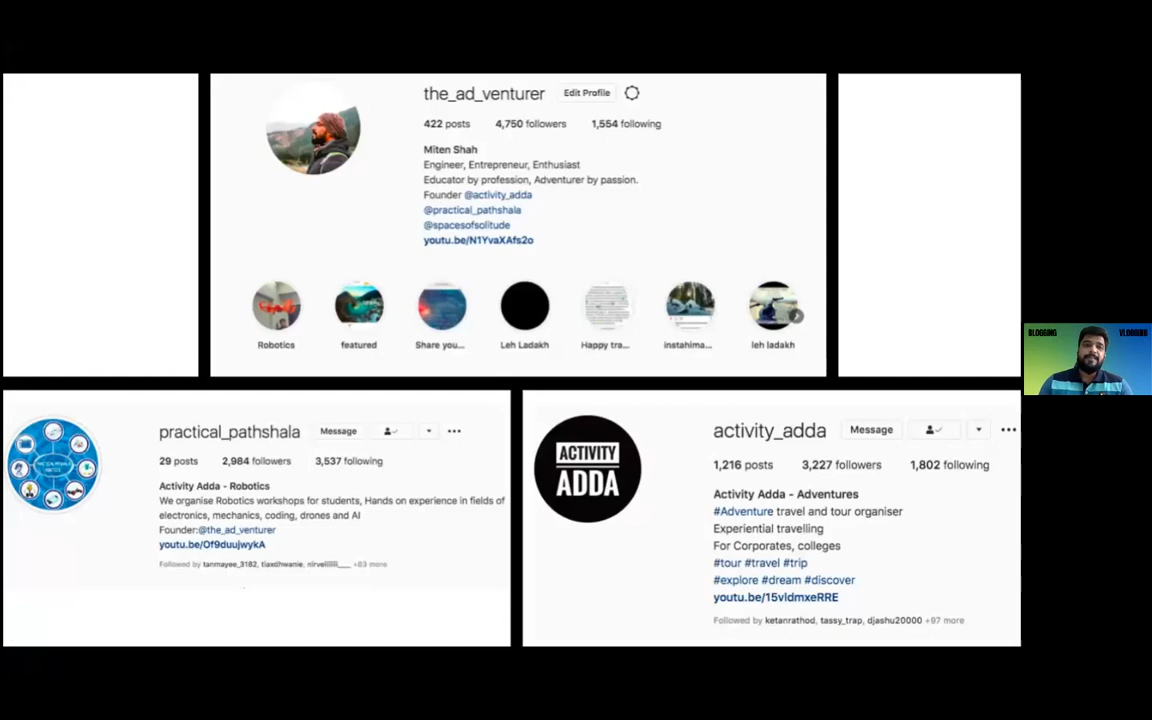 the_ad_venturer Edit Profile
422 posts 4,750 followers 1,554 following
Miten Shah
Engineer, Entrepreneur, Enthusiast
Educator by profession, Adventurer by passion.
Founder @activity_adda
@practical_pathshala
@spacesofsolitude
youtu.be/N1YvaXAfs2o
Robotics featured Share you... Leh Ladakh Happy tra... instahima... leh ladakh
BLOGGING VLOGGING
practical_pathshala Message
29 posts 2,984 followers 3,537 following
Activity Adda - Robotics
We organise Robotics workshops for students, Hands on experience in fields of
electronics, mechanics, coding, drones and AI
Founder:@the_ad_venturer
youtu.be/Of9duujwykA
Followed by tanmayee_3182, tiaxdhwanie, +83 more
ACTIVITY
ADDA
activity_adda Message
1,216 posts 3,227 followers 1,802 following
Activity Adda - Adventures
#Adventure travel and tour organiser
Experiential travelling
For Corporates, colleges
#tour #travel #trip
#explore #dream #discover
youtu.be/15vldmxeRRE
Followed by ketanrathod, tassy_trap, djashu20000 +97 more